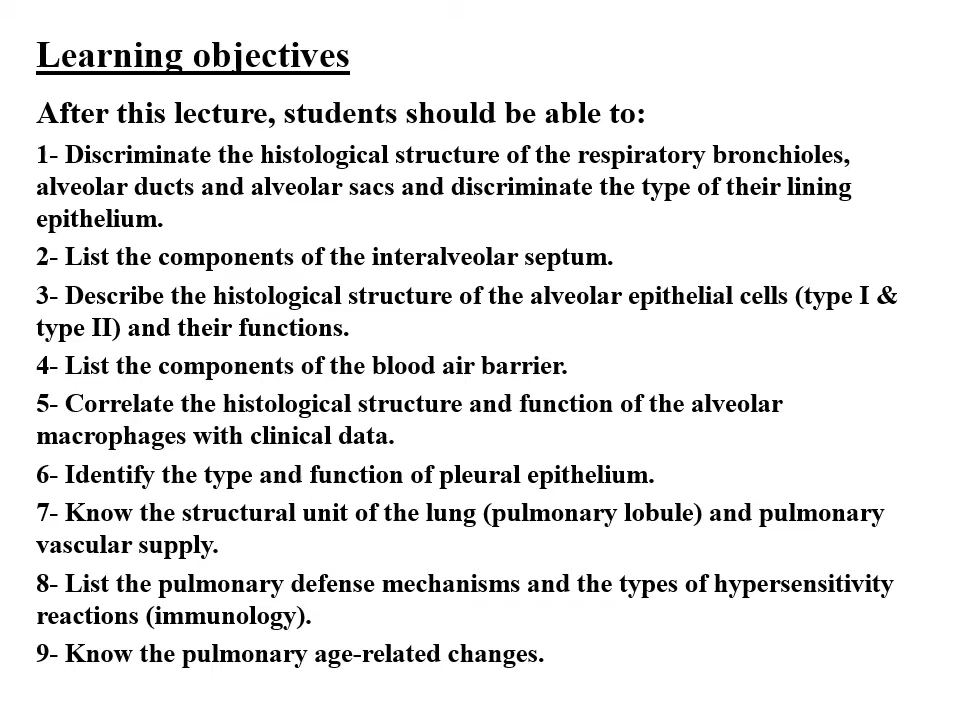 Learning objectives
After this lecture, students should be able to:
1- Discriminate the histological structure of the respiratory bronchioles,
alveolar ducts and alveolar sacs and discriminate the type of their lining
epithelium.
2- List the components of the interalveolar septum.
3- Describe the histological structure of the alveolar epithelial cells (type I &
type II) and their functions.
4- List the components of the blood air barrier.
5- Correlate the histological structure and function of the alveolar
macrophages with clinical data.
6- Identify the type and function of pleural epithelium.
7- Know the structural unit of the lung (pulmonary lobule) and pulmonary
vascular supply.
8- List the pulmonary defense mechanisms and the types of hypersensitivity
reactions (immunology).
9- Know the pulmonary age-related changes.